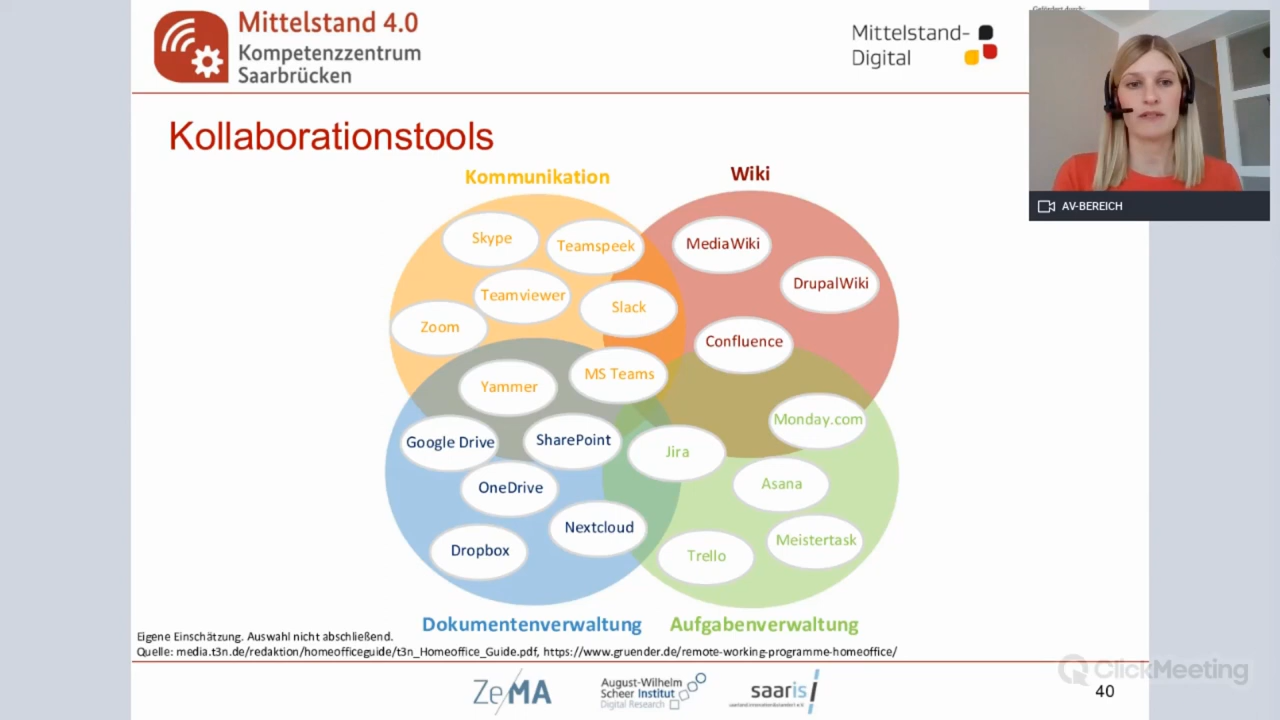 Mittelstand 4.0
Kompetenzzentrum
Saarbrücken
Mittelstand-
Digital
Gefördert durch:
AV-BEREICH
Kollaborationstools
Kommunikation
Wiki
Skype
Teamspeek
MediaWiki
DrupalWiki
Teamviewer
Slack
Zoom
Confluence
Yammer
MS Teams
Monday.com
Google Drive
SharePoint
Jira
OneDrive
Asana
Nextcloud
Meistertask
Dropbox
Trello
Dokumentenverwaltung
Aufgabenverwaltung
Eigene Einschätzung. Auswahl nicht abschließend.
Quelle: media.t3n.de/redaktion/homeofficeguide/t3n_Homeoffice_Guide.pdf, https://www.gruender.de/remote-working-programme-homeoffice/
ZeMA
August-Wilhelm
Scheer Institut
Digital Research
saaris
ClickMeeting
40